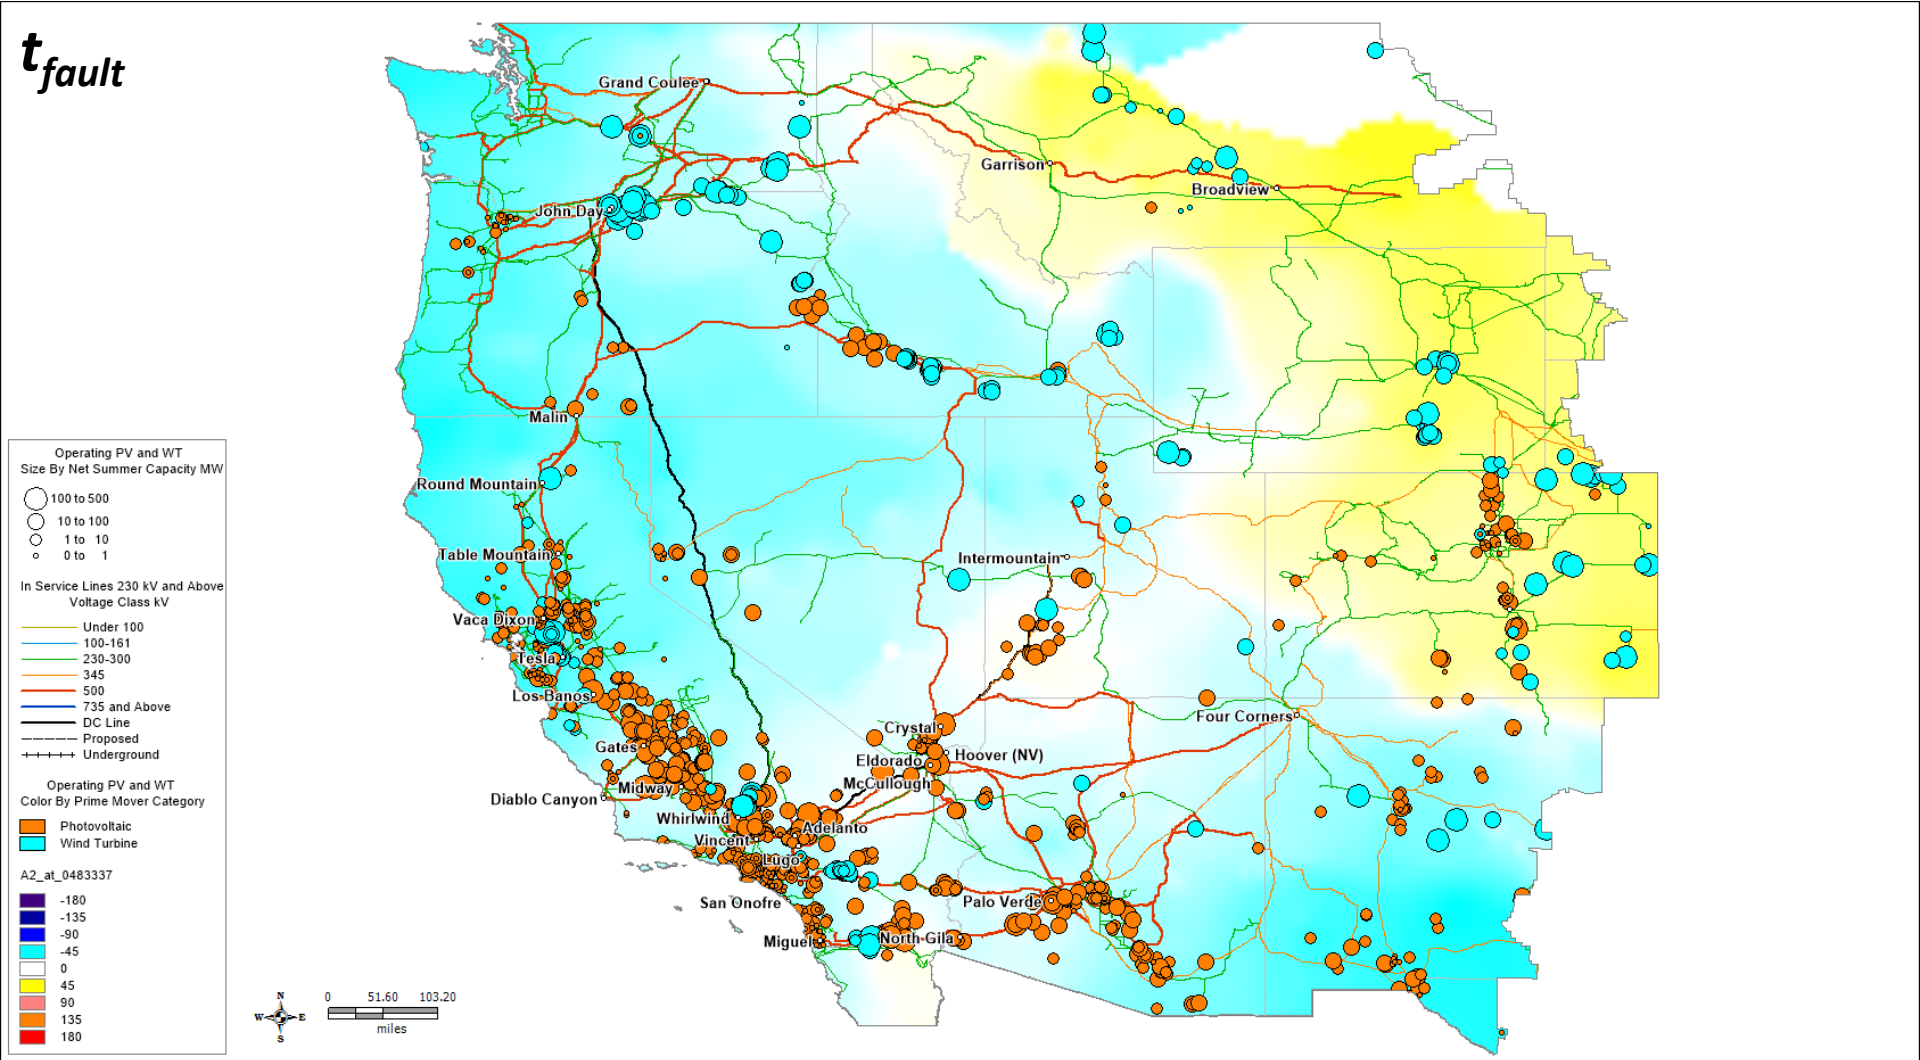 t fault
Grand Coulee
Garrison
Broadview
John Day
Malin
Round Mountain
Table Mountain
Intermountain
Vaca Dixon
Tesla
Los Banos
Four Corners
Crystal
Gates
Hoover (NV)
Eldorado
McCullough
Midway
Diablo Canyon
Whirlwind
Adelanto
Vincent
Lugo
San Onofre
Palo Verde
Miguel
North Gila
Operating PV and WT
Size By Net Summer Capacity MW
100 to 500
10 to 100
1 to 10
0 to 1
In Service Lines 230 kV and Above
Voltage Class kV
Under 100
100-161
230-300
345
500
735 and Above
DC Line
Proposed
Underground
Operating PV and WT
Color By Prime Mover Category
Photovoltaic
Wind Turbine
A2_at_0483337
-180
-135
-90
-45
0
45
90
135
180
N
W E
S
0 51.60 103.20
miles